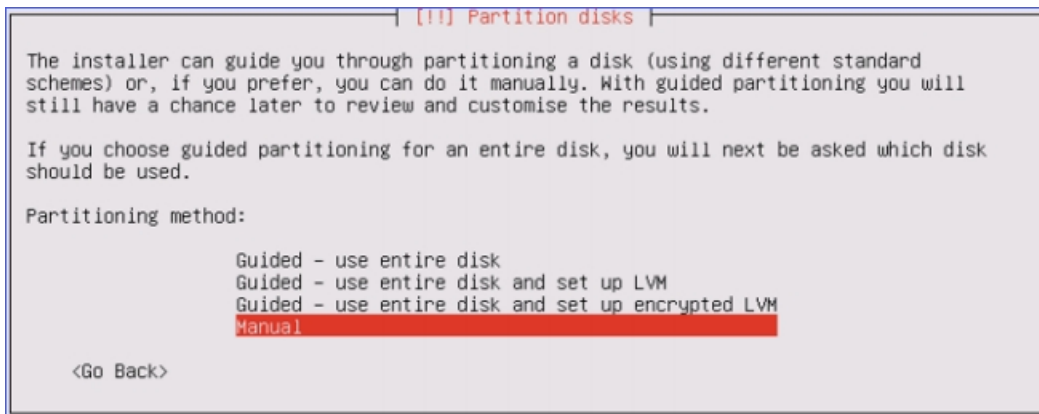 [!!] Partition disks
The installer can guide you through partitioning a disk (using different standard
schemes) or, if you prefer, you can do it manually. With guided partitioning you will
still have a chance later to review and customise the results.
If you choose guided partitioning for an entire disk, you will next be asked which disk
should be used.
Partitioning method:
Guided - use entire disk
Guided - use entire disk and set up LVM
Guided - use entire disk and set up encrypted LVM
Manual
<Go Back>